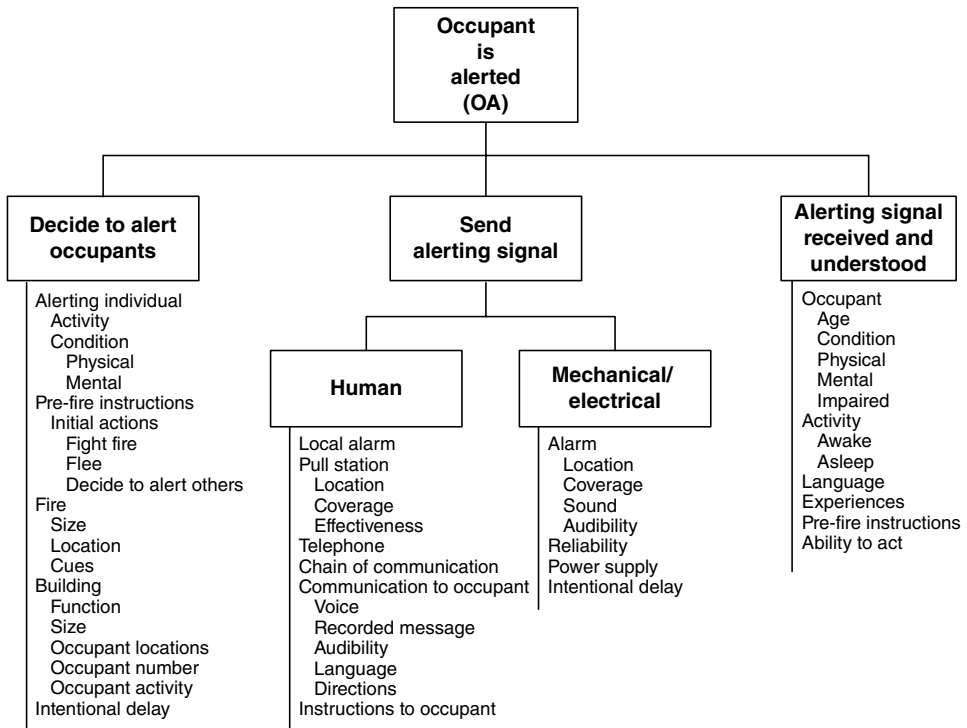 Occupant
is
alerted
(OA)
Decide to alert
occupants
Send
alerting signal
Alerting signal
received and
understood
Alerting individual
Activity
Condition
Physical
Mental
Pre-fire instructions
Initial actions
Fight fire
Flee
Decide to alert others
Fire
Size
Location
Cues
Building
Function
Size
Occupant locations
Occupant number
Occupant activity
Intentional delay
Human
Local alarm
Pull station
Location
Coverage
Effectiveness
Telephone
Chain of communication
Communication to occupant
Voice
Recorded message
Audibility
Language
Directions
Instructions to occupant
Mechanical/
electrical
Alarm
Location
Coverage
Sound
Audibility
Reliability
Power supply
Intentional delay
Occupant
Age
Condition
Physical
Mental
Impaired
Activity
Awake
Asleep
Language
Experiences
Pre-fire instructions
Ability to act